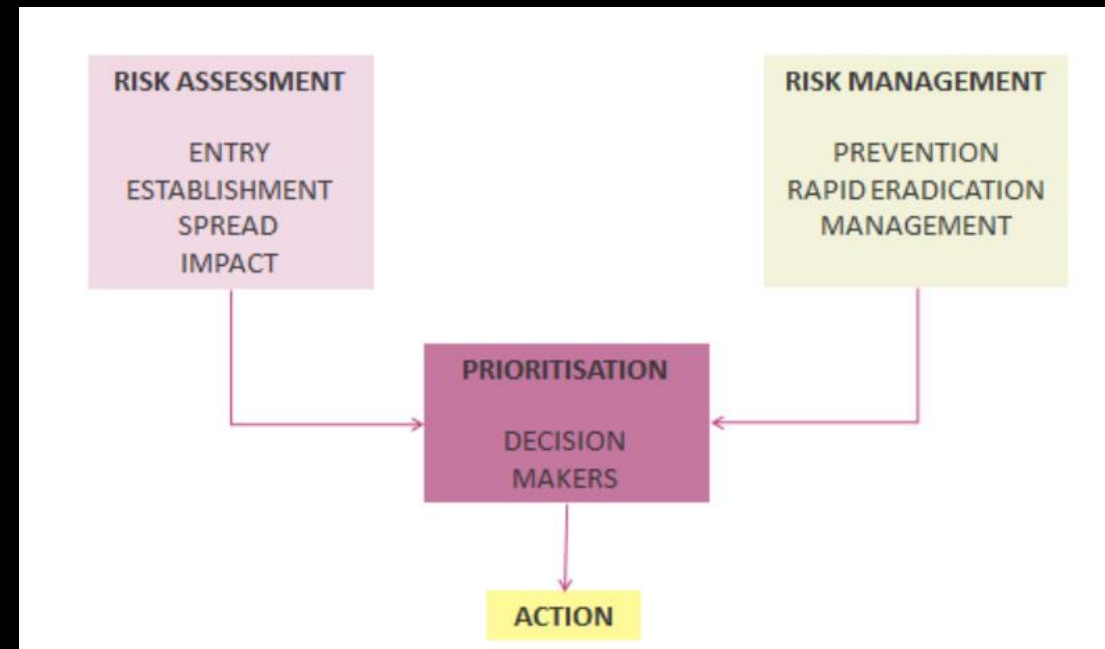 RISK ASSESSMENT
ENTRY
ESTABLISHMENT
SPREAD
IMPACT
RISK MANAGEMENT
PREVENTION
RAPID ERADICATION
MANAGEMENT
PRIORITISATION
DECISION
MAKERS
ACTION